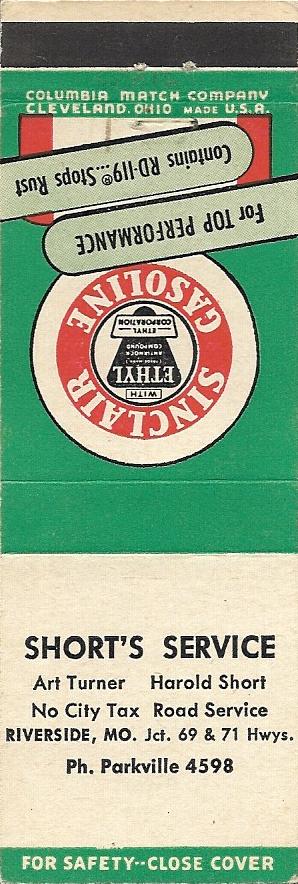 COLUMBIA MATCH COMPANY
CLEVELAND, OHIO MADE U.S.A.
For TOP PERFORMANCE
Contains RD-119® Stops Rust
SINCLAIR
GASOLINE
WITH
ETHYL
ANTIKNOCK
COMPOUND
ETHYL
CORPORATION
SHORT'S SERVICE
Art Turner Harold Short
No City Tax Road Service
RIVERSIDE, MO. Jct. 69 & 71 Hwys.
Ph. Parkville 4598
FOR SAFETY--CLOSE COVER